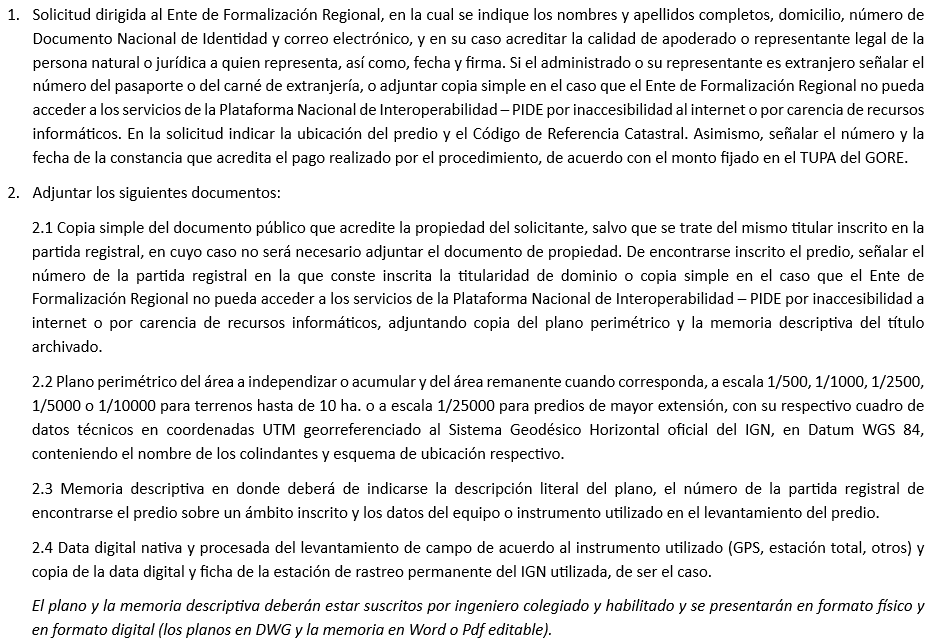 1. Solicitud dirigida al Ente de Formalización Regional, en la cual se indique los nombres y apellidos completos, domicilio, número de
Documento Nacional de Identidad y correo electrónico, y en su caso acreditar la calidad de apoderado o representante legal de la
persona natural o jurídica a quien representa, así como, fecha y firma. Si el administrado o su representante es extranjero señalar el
número del pasaporte o del carné de extranjería, o adjuntar copia simple en el caso que el Ente de Formalización Regional no pueda
acceder a los servicios de la Plataforma Nacional de Interoperabilidad – PIDE por inaccesibilidad al internet o por carencia de recursos
informáticos. En la solicitud indicar la ubicación del predio y el Código de Referencia Catastral. Asimismo, señalar el número y la
fecha de la constancia que acredita el pago realizado por el procedimiento, de acuerdo con el monto fijado en el TUPA del GORE.
2. Adjuntar los siguientes documentos:
2.1 Copia simple del documento público que acredite la propiedad del solicitante, salvo que se trate del mismo titular inscrito en la
partida registral, en cuyo caso no será necesario adjuntar el documento de propiedad. De encontrarse inscrito el predio, señalar el
número de la partida registral en la que conste inscrita la titularidad de dominio o copia simple en el caso que el Ente de
Formalización Regional no pueda acceder a los servicios de la Plataforma Nacional de Interoperabilidad – PIDE por inaccesibilidad a
internet o por carencia de recursos informáticos, adjuntando copia del plano perimétrico y la memoria descriptiva del título
archivado.
2.2 Plano perimétrico del área a independizar o acumular y del área remanente cuando corresponda, a escala 1/500, 1/1000, 1/2500,
1/5000 o 1/10000 para terrenos hasta de 10 ha. o a escala 1/25000 para predios de mayor extensión, con su respectivo cuadro de
datos técnicos en coordenadas UTM georreferenciado al Sistema Geodésico Horizontal oficial del IGN, en Datum WGS 84,
conteniendo el nombre de los colindantes y esquema de ubicación respectivo.
2.3 Memoria descriptiva en donde deberá de indicarse la descripción literal del plano, el número de la partida registral de
encontrarse el predio sobre un ámbito inscrito y los datos del equipo o instrumento utilizado en el levantamiento del predio.
2.4 Data digital nativa y procesada del levantamiento de campo de acuerdo al instrumento utilizado (GPS, estación total, otros) y
copia de la data digital y ficha de la estación de rastreo permanente del IGN utilizada, de ser el caso.
El plano y la memoria descriptiva deberán estar suscritos por ingeniero colegiado y habilitado y se presentarán en formato físico y
en formato digital (los planos en DWG y la memoria en Word o Pdf editable).